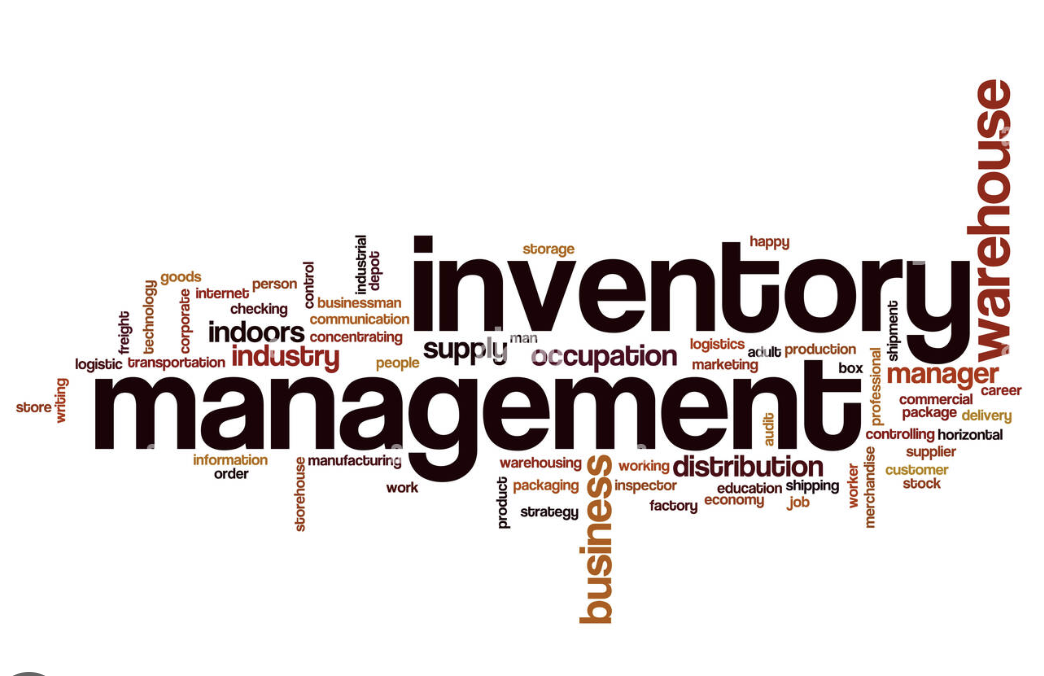 warehouse
inventory
management
storage
happy
industrial
depot
control
goods
person
internet
technology
corporate
checking
businessman
communication
freight
indoors
concentrating
supply
man
occupation
logistics
adult
production
shipment
logistic
transportation
industry
people
marketing
box
professional
manager
career
store
writing
commercial
package
delivery
audit
controlling
horizontal
information
order
storehouse
manufacturing
work
warehousing
working
distribution
supplier
customer
stock
product
packaging
business
inspector
education
shipping
worker
merchandise
strategy
factory
economy
job